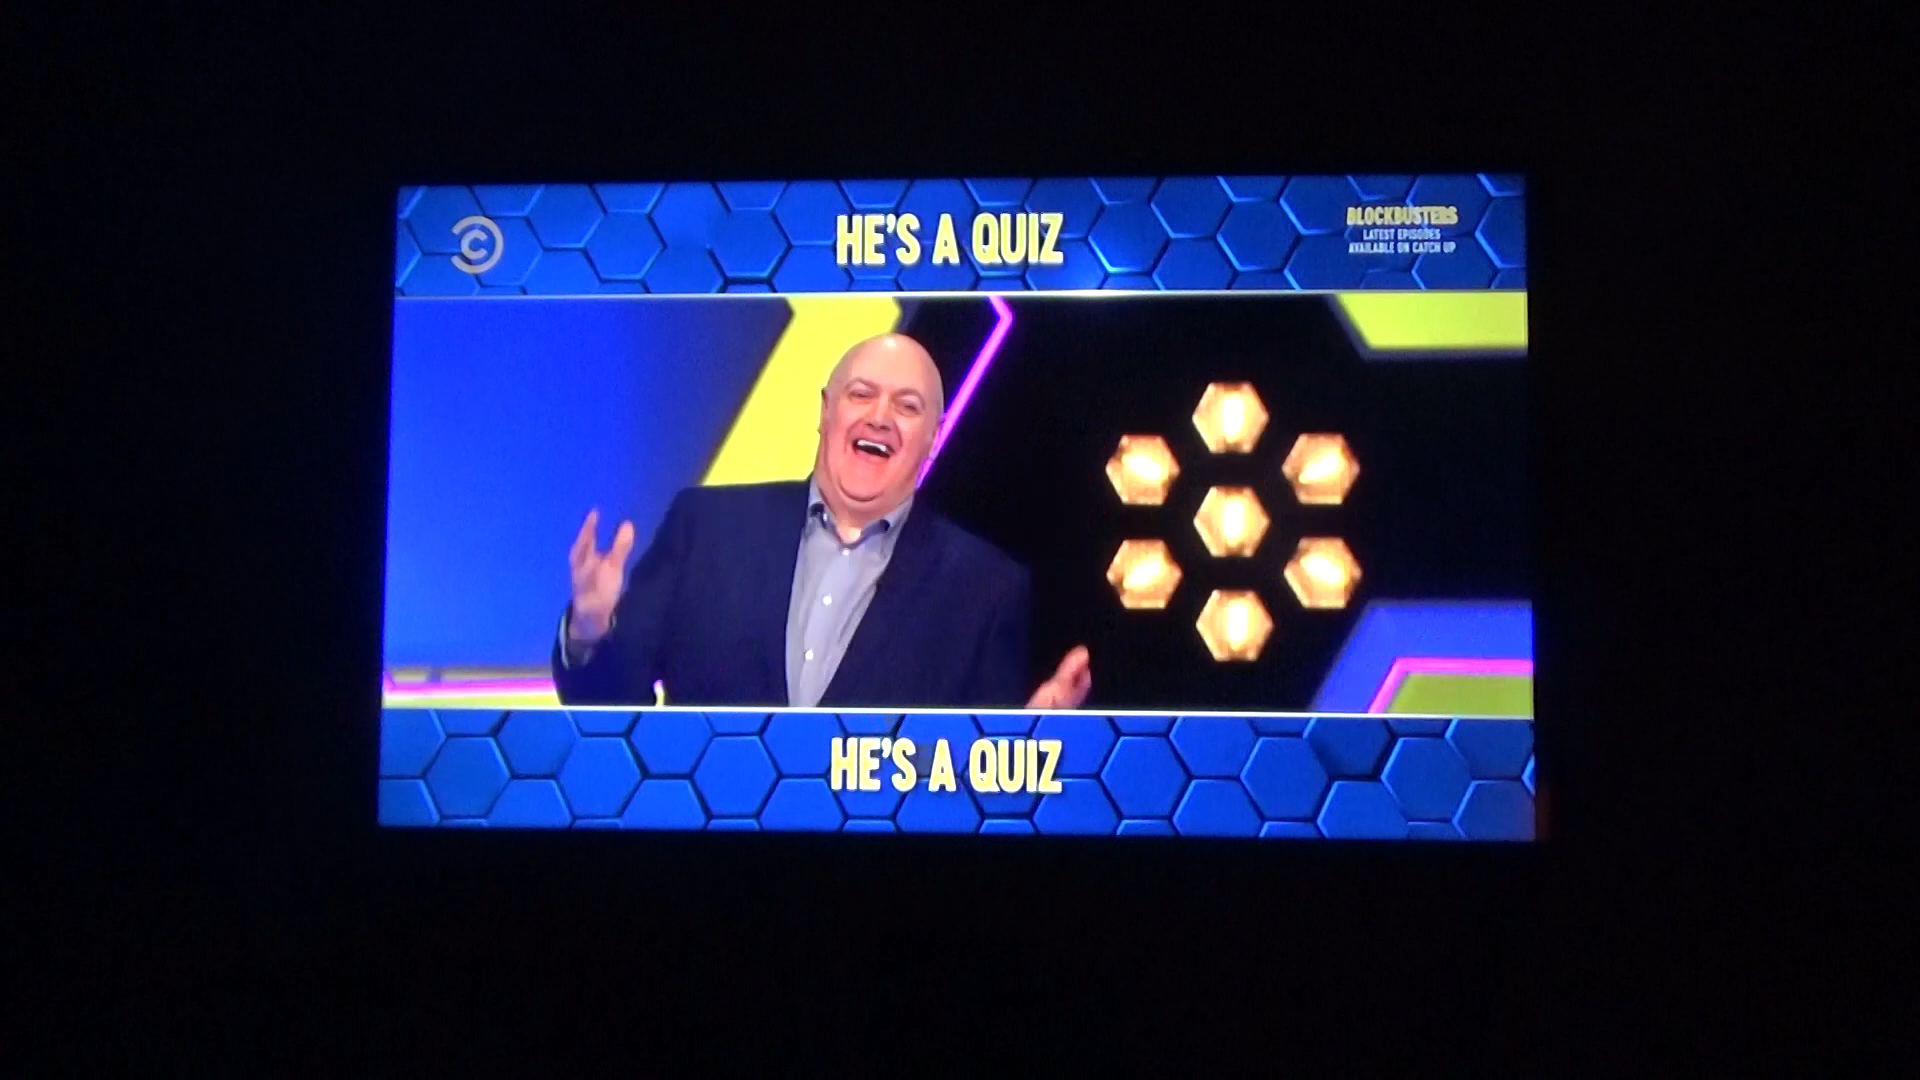 HE'S A QUIZ
BLOCKBUSTERS
LATEST EPISODES
AVAILABLE ON CATCH UP
HE'S A QUIZ